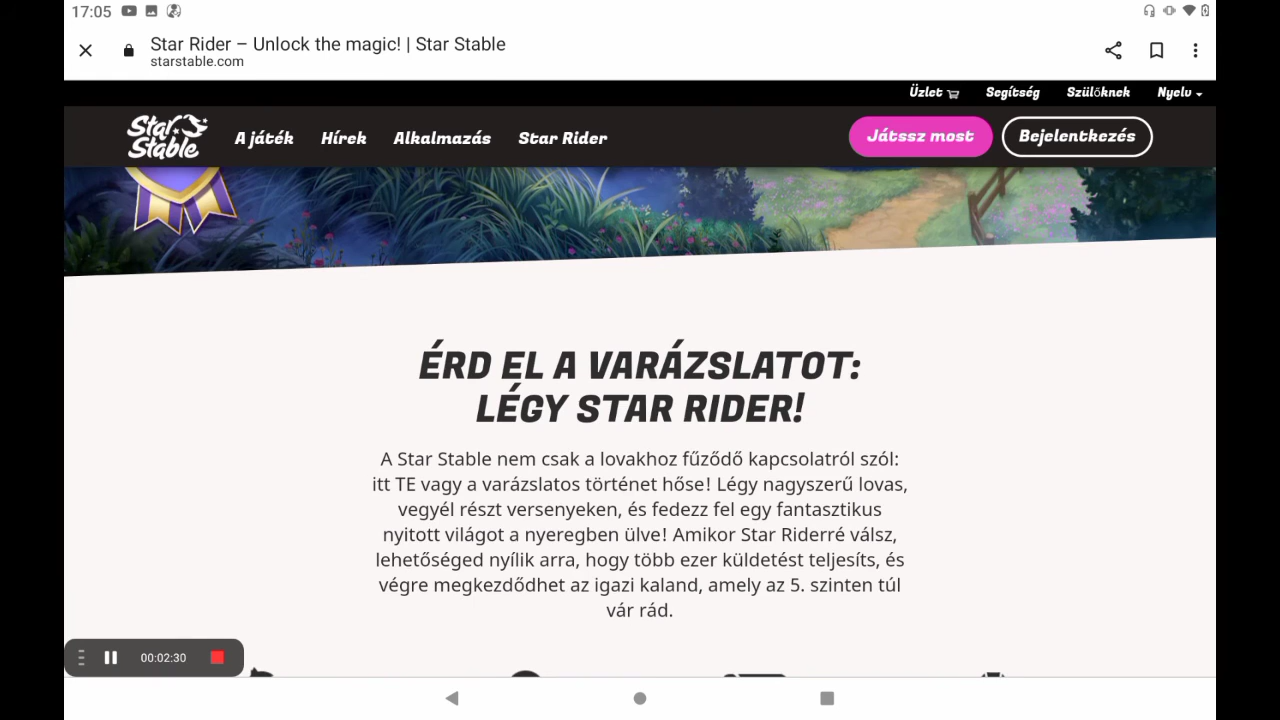 17:05
Star Rider – Unlock the magic! | Star Stable
starstable.com
Üzlet Segítség Szülőknek Nyelv
Star Stable
A játék Hírek Alkalmazás Star Rider Játssz most Bejelentkezés
ÉRD EL A VARÁZSLATOT:
LÉGY STAR RIDER!
A Star Stable nem csak a lovakhoz fűződő kapcsolatról szól:
itt TE vagy a varázslatos történet hőse! Légy nagyszerű lovas,
vegyél részt versenyeken, és fedezz fel egy fantasztikus
nyitott világot a nyeregben ülve! Amikor Star Riderré válsz,
lehetőséged nyílik arra, hogy több ezer küldetést teljesíts, és
végre megkezdődhet az igazi kaland, amely az 5. szinten túl
vár rád.
00:02:30